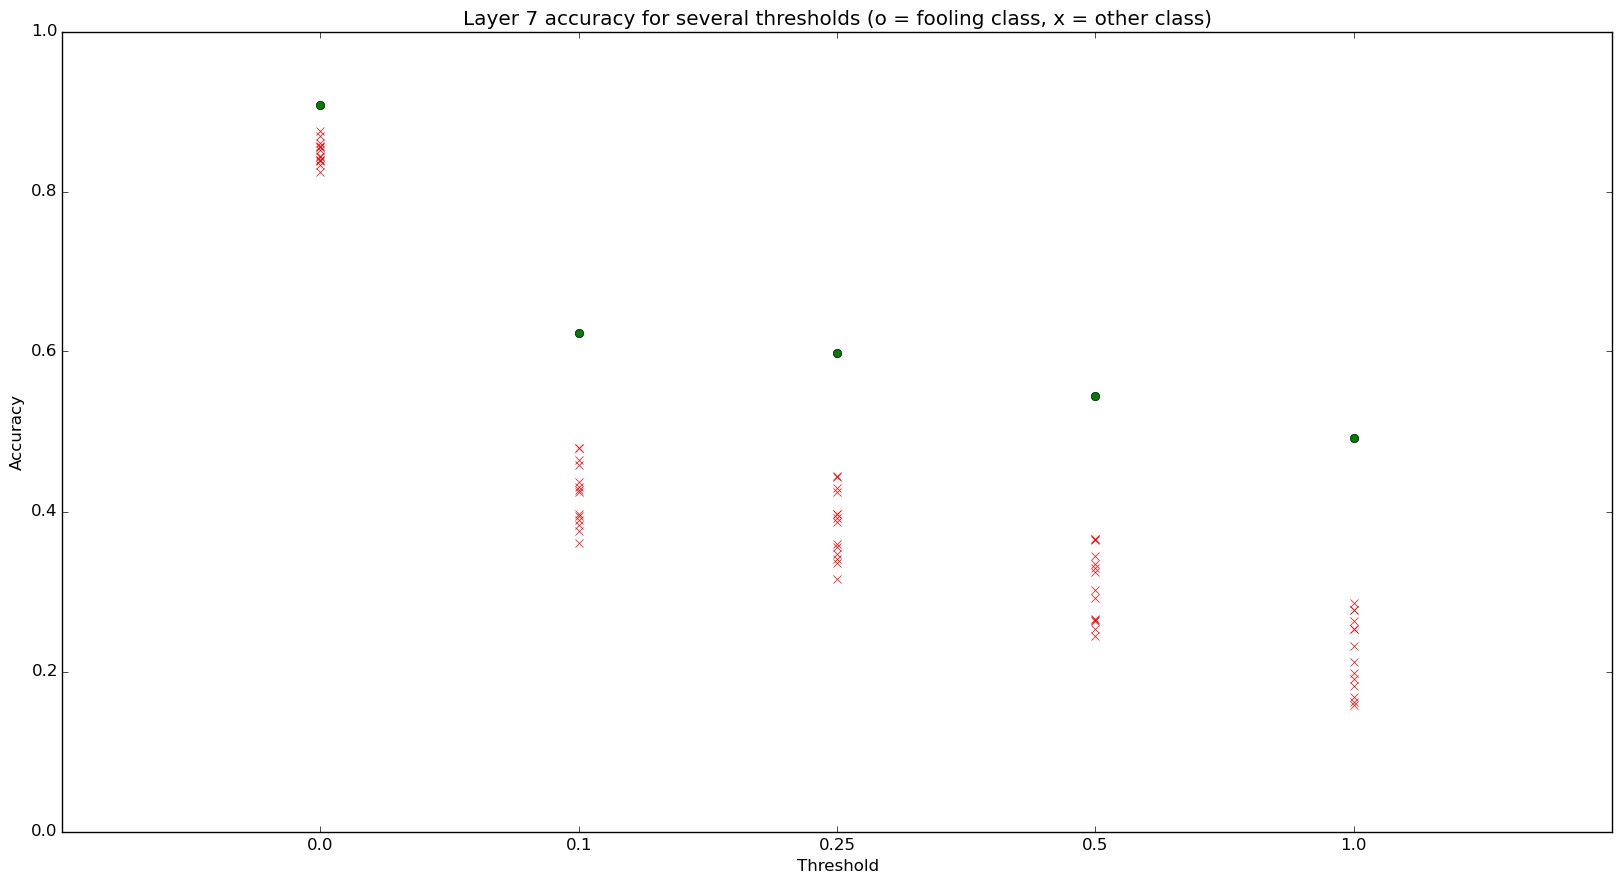 Layer 7 accuracy for several thresholds (o = fooling class, x = other class)
1.0
0.8
0.6
0.4
0.2
0.0
Accuracy
0.0 0.1 0.25 0.5 1.0
Threshold